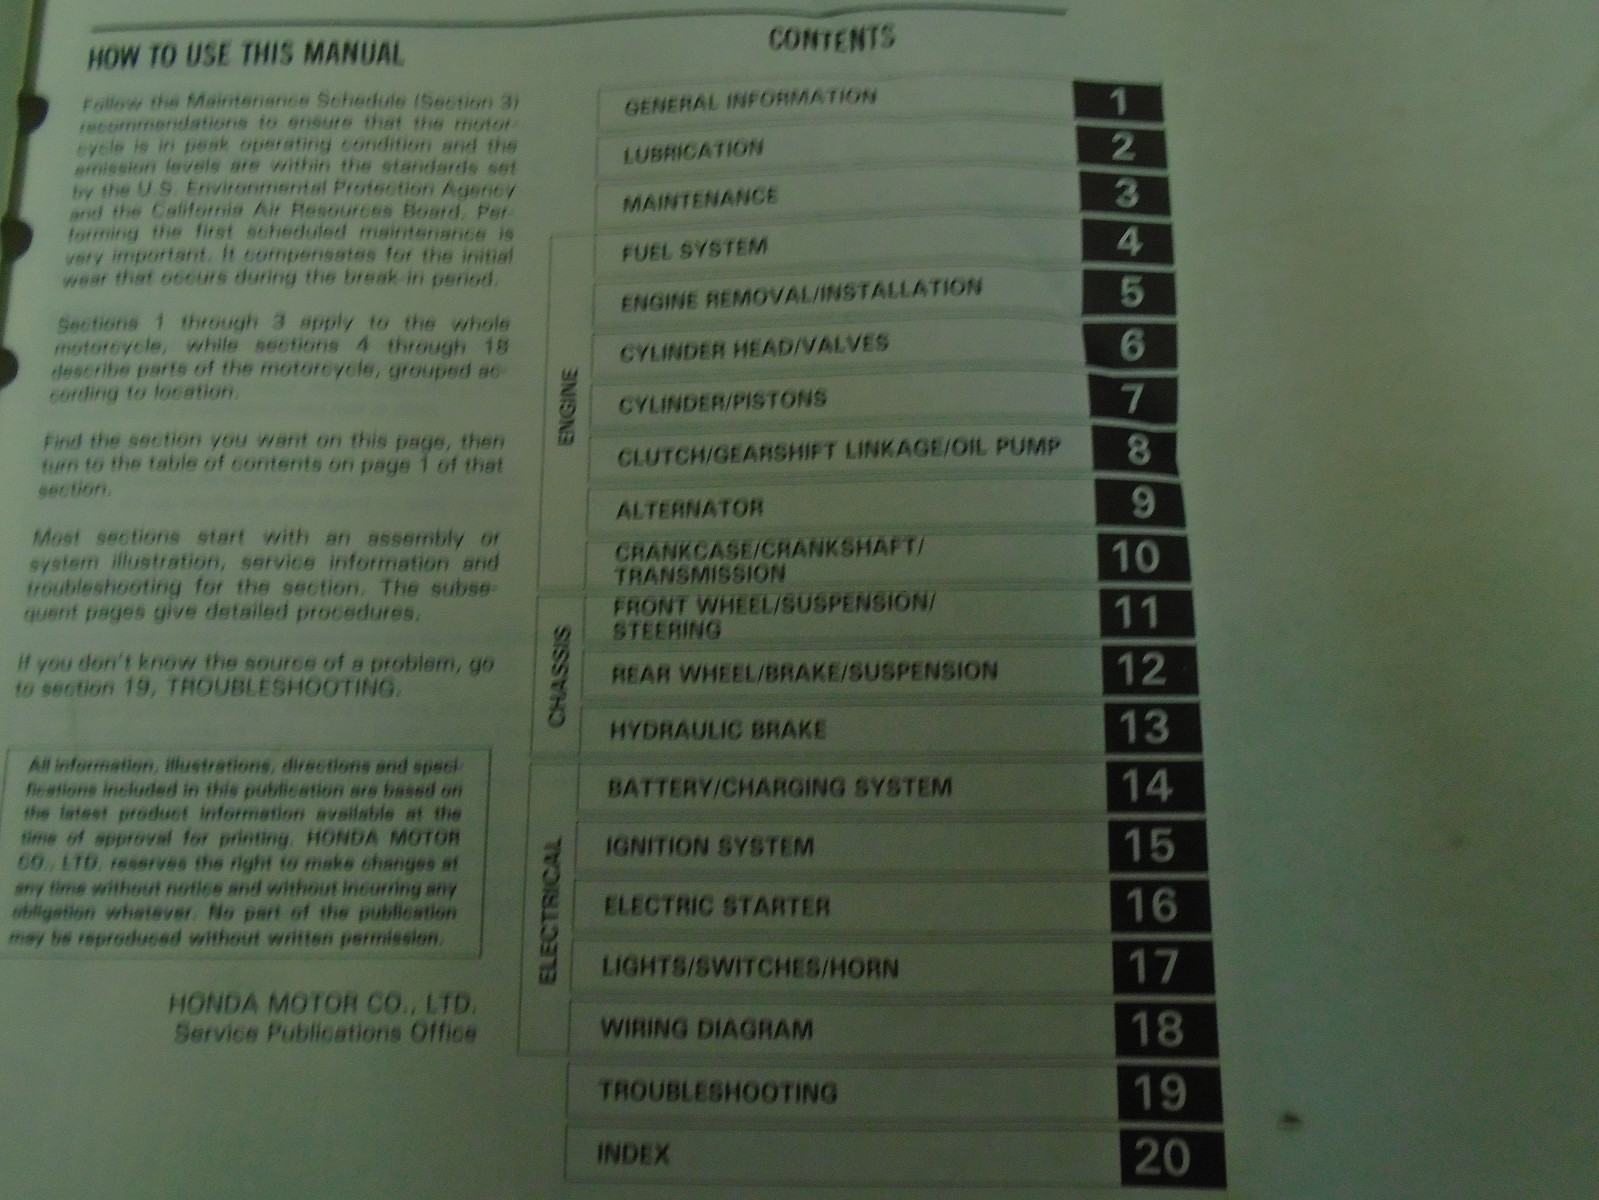 HOW TO USE THIS MANUAL
Follow the Maintenance Schedule (Section 3)
recommendations to ensure that the motor-
cycle is in peak operating condition and the
emission levels are within the standards set
by the U.S. Environmental Protection Agency
and the California Air Resources Board. Per-
forming the first scheduled maintenance is
very important. It compensates for the initial
wear that occurs during the break-in period.
Sections 1 through 3 apply to the whole
motorcycle, while sections 4 through 18
describe parts of the motorcycle, grouped ac-
cording to location.
Find the section you want on this page, then
turn to the table of contents on page 1 of that
section.
Most sections start with an assembly or
system illustration, service information and
troubleshooting for the section. The subse-
quent pages give detailed procedures.
If you don't know the source of a problem, go
to section 19, TROUBLESHOOTING.
All information, illustrations, directions and speci-
fications included in this publication are based on
the latest product information available at the
time of approval for printing. HONDA MOTOR
CO., LTD. reserves the right to make changes at
any time without notice and without incurring any
obligation whatever. No part of the publication
may be reproduced without written permission.
HONDA MOTOR CO., LTD.
Service Publications Office
CONTENTS
GENERAL INFORMATION 1
LUBRICATION 2
MAINTENANCE 3
ENGINE
FUEL SYSTEM 4
ENGINE REMOVAL/INSTALLATION 5
CYLINDER HEAD/VALVES 6
CYLINDER/PISTONS 7
CLUTCH/GEARSHIFT LINKAGE/OIL PUMP 8
ALTERNATOR 9
CRANKCASE/CRANKSHAFT/
TRANSMISSION 10
CHASSIS
FRONT WHEEL/SUSPENSION/
STEERING 11
REAR WHEEL/BRAKE/SUSPENSION 12
HYDRAULIC BRAKE 13
ELECTRICAL
BATTERY/CHARGING SYSTEM 14
IGNITION SYSTEM 15
ELECTRIC STARTER 16
LIGHTS/SWITCHES/HORN 17
WIRING DIAGRAM 18
TROUBLESHOOTING 19
INDEX 20